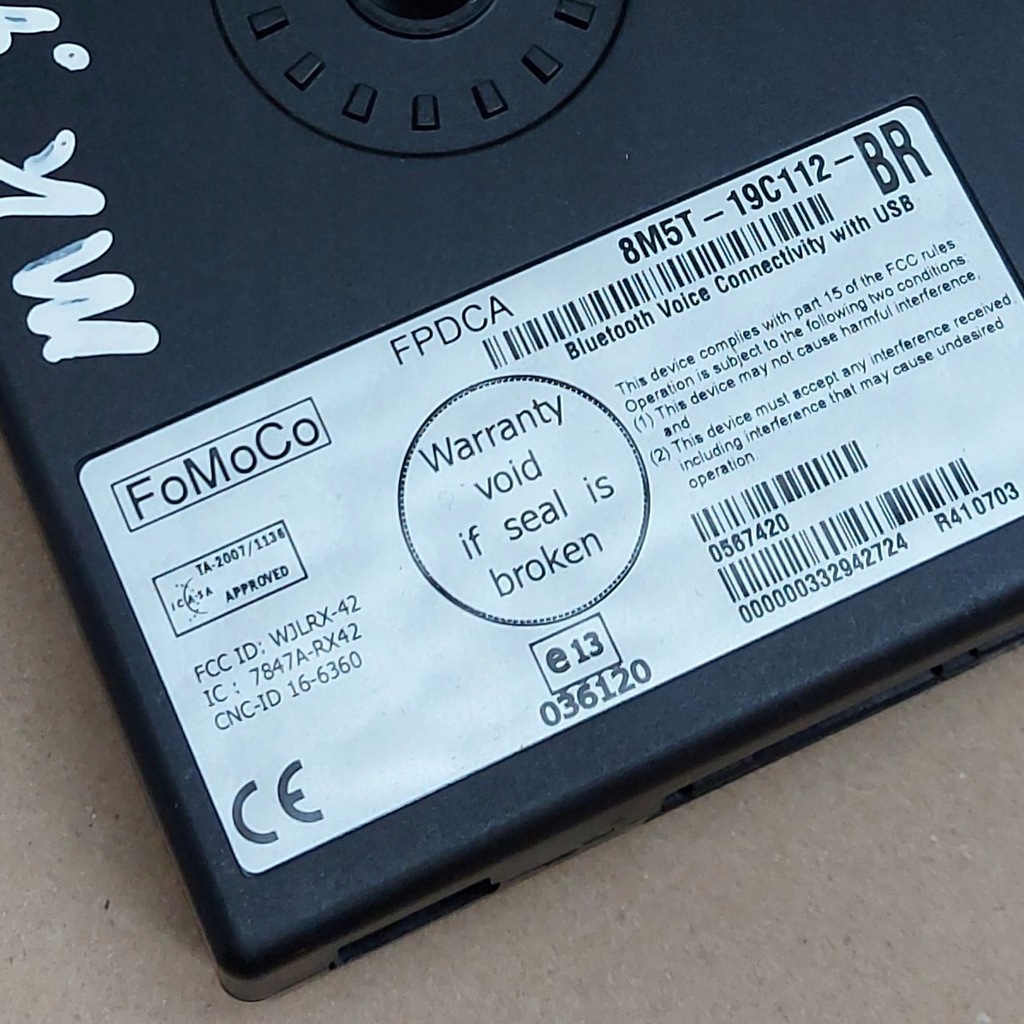 8M5T-19C112-BR
FPDCA
Bluetooth Voice Connectivity with USB
FoMoCo
Warranty
void
if seal is
broken
This device complies with part 15 of the FCC rules
Operation is subject to the following two conditions:
(1) This device may not cause harmful interference,
and
(2) This device must accept any interference received
including interference that may cause undesired
operation.
TA-2007/1136
ICASA APPROVED
FCC ID: WJLRX-42
IC : 7847A-RX42
CNC-ID 16-6360
e13
036120
0567420
R410703
000000332942724
CE